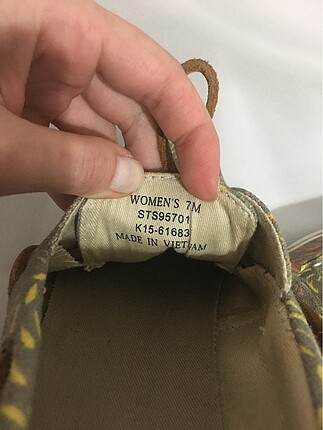 WOMEN'S 7M
STS95701
K15-61683
MADE IN VIETNAM